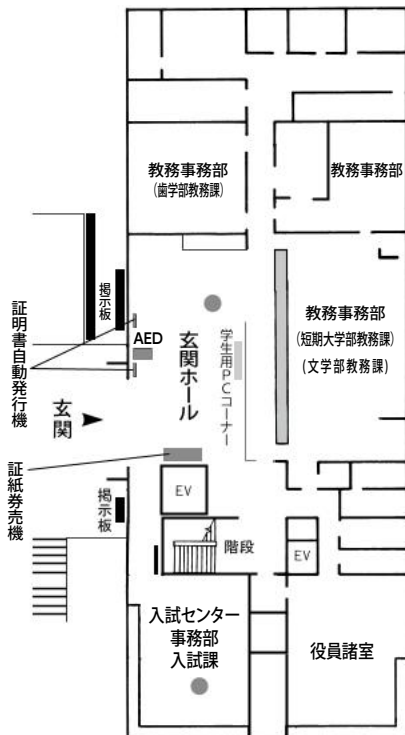 教務事務部
(歯学部教務課)
教務事務部
掲示板
証明書自動発行機
AED
玄関ホール
学生用PCコーナー
教務事務部
(短期大学部教務課)
(文学部教務課)
玄関
証紙券売機
掲示板
EV
階段
EV
入試センター
事務部
入試課
役員諸室